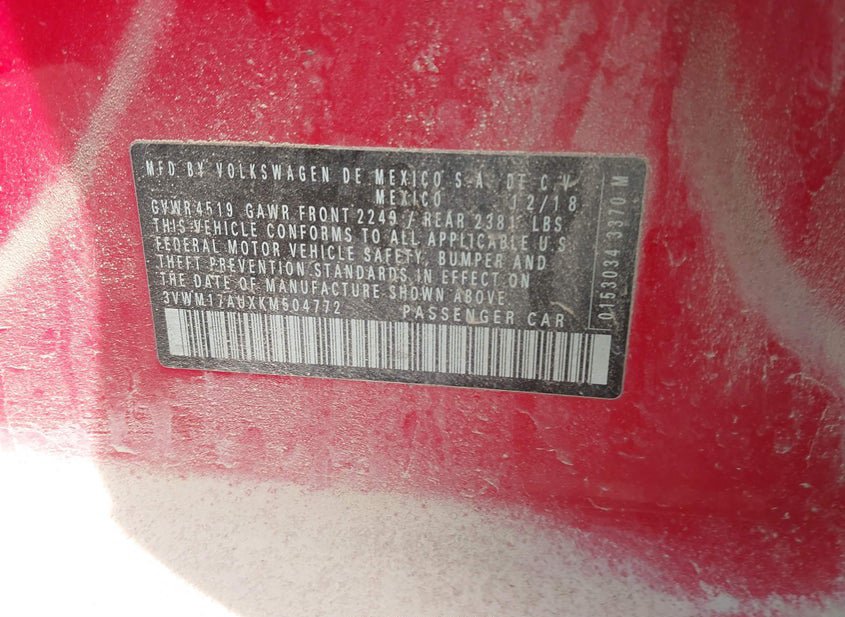 MFD BY VOLKSWAGEN DE MEXICO S.A. DE C.V.
MEXICO 12/18
GVWR4519 GAWR FRONT 2249 / REAR 2381 LBS
THIS VEHICLE CONFORMS TO ALL APPLICABLE U.S.
FEDERAL MOTOR VEHICLE SAFETY, BUMPER AND
THEFT PREVENTION STANDARDS IN EFFECT ON
THE DATE OF MANUFACTURE SHOWN ABOVE.
3VWM17AUXKM504772 PASSENGER CAR
0153034 3370 M